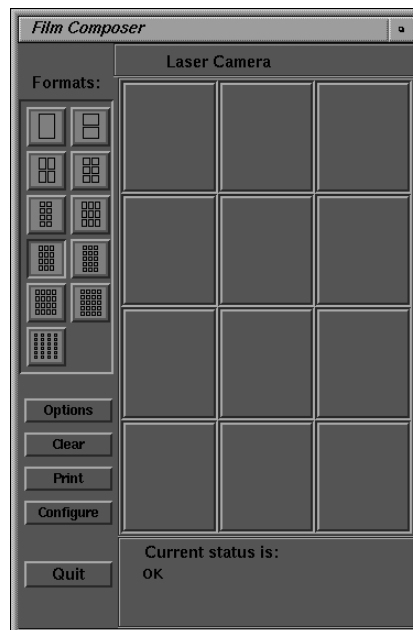 Film Composer
Laser Camera
Formats:
Options
Clear
Print
Configure
Quit
Current status is:
OK